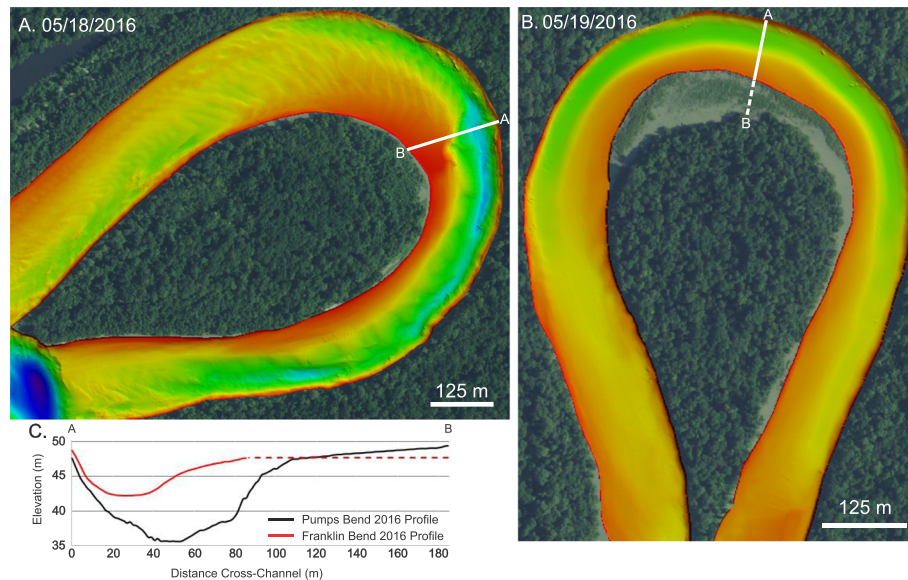 A. 05/18/2016
B. 05/19/2016
A
A
B
B
125 m
125 m
C.
A
B
50
45
40
35
Elevation (m)
Pumps Bend 2016 Profile
Franklin Bend 2016 Profile
0 20 40 60 80 100 120 140 160 180
Distance Cross-Channel (m)